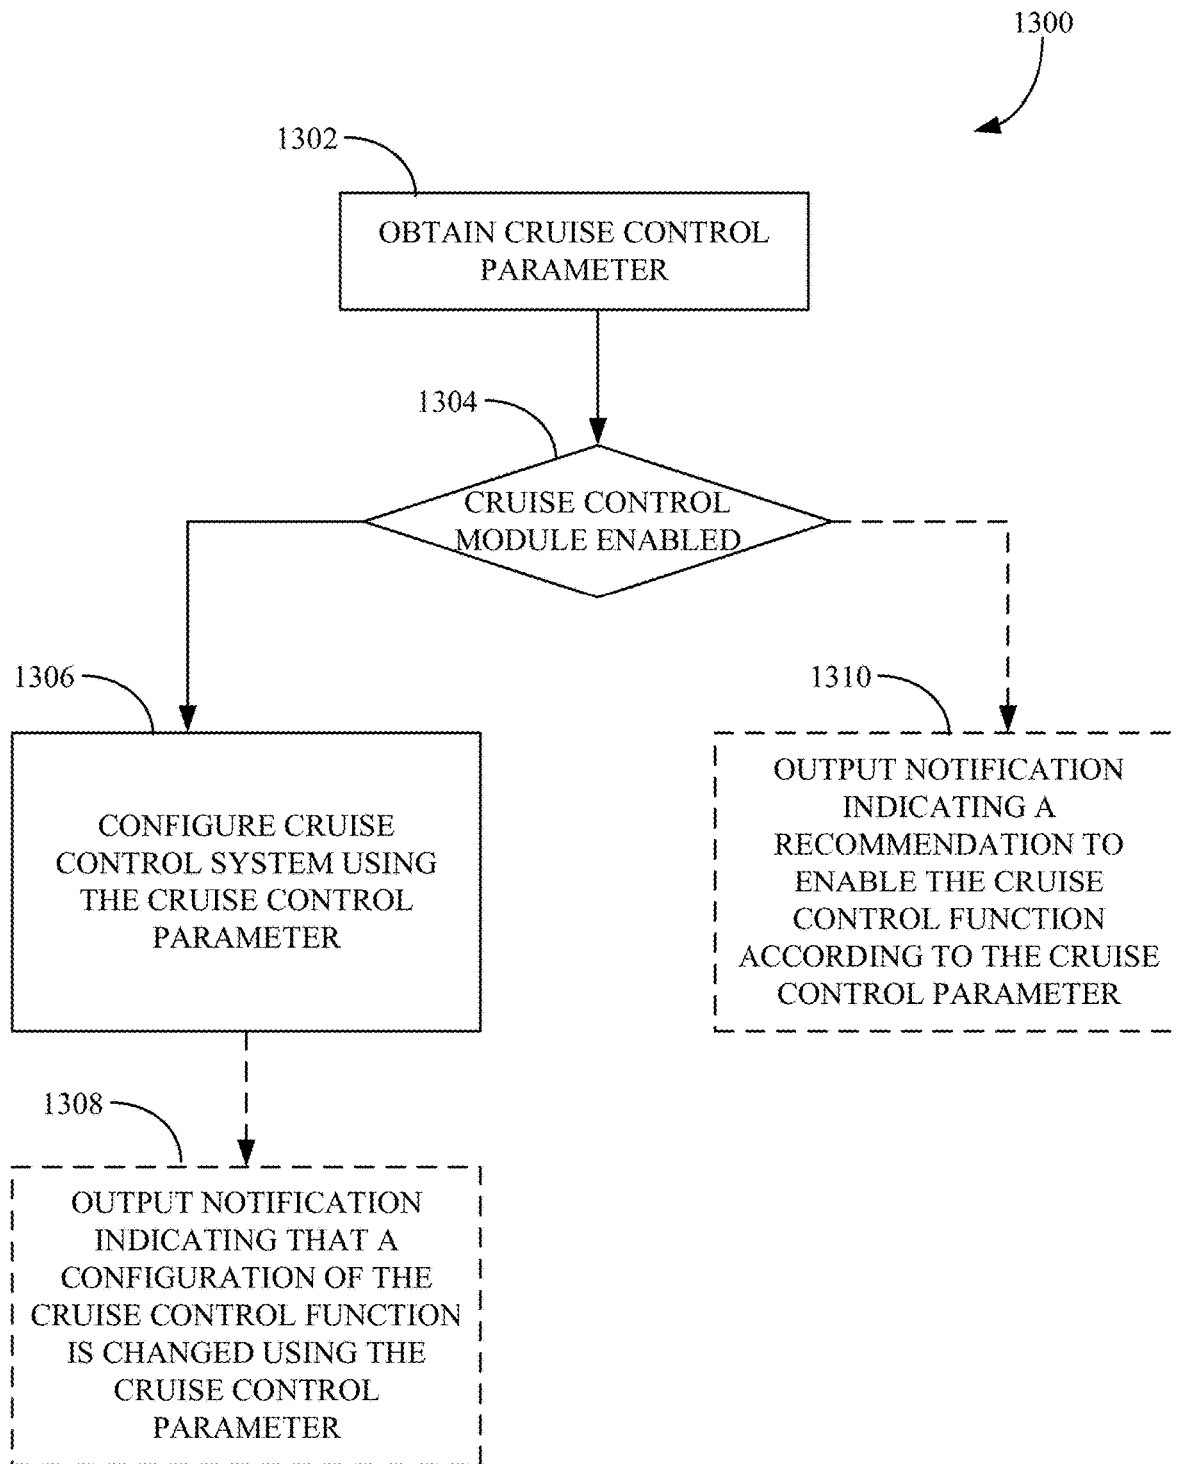 1300
1302
OBTAIN CRUISE CONTROL
PARAMETER
1304
CRUISE CONTROL
MODULE ENABLED
1306
CONFIGURE CRUISE
CONTROL SYSTEM USING
THE CRUISE CONTROL
PARAMETER
1310
OUTPUT NOTIFICATION
INDICATING A
RECOMMENDATION TO
ENABLE THE CRUISE
CONTROL FUNCTION
ACCORDING TO THE CRUISE
CONTROL PARAMETER
1308
OUTPUT NOTIFICATION
INDICATING THAT A
CONFIGURATION OF THE
CRUISE CONTROL FUNCTION
IS CHANGED USING THE
CRUISE CONTROL
PARAMETER